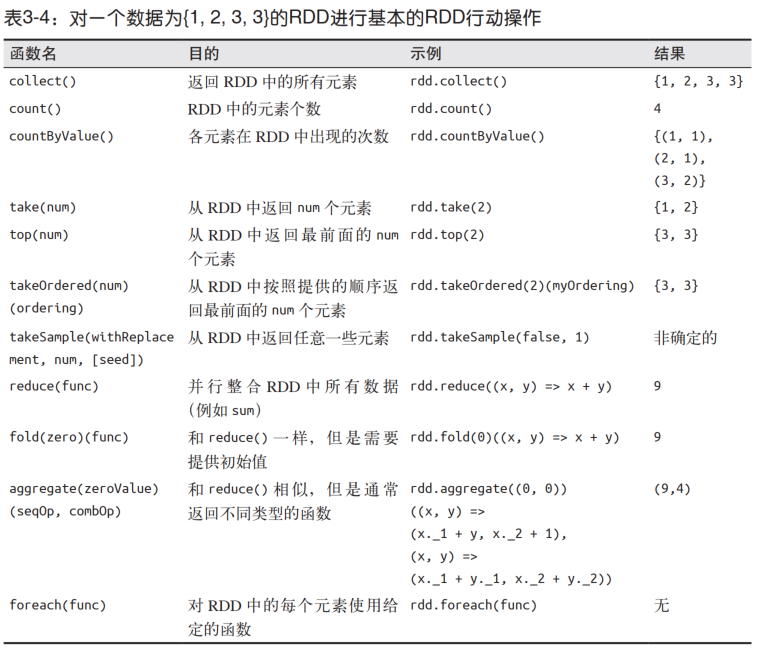 表3-4：对一个数据为{1, 2, 3, 3}的RDD进行基本的RDD行动操作
函数名 目的 示例 结果
collect() 返回 RDD 中的所有元素 rdd.collect() {1, 2, 3, 3}
count() RDD 中的元素个数 rdd.count() 4
countByValue() 各元素在 RDD 中出现的次数 rdd.countByValue() {(1, 1),
(2, 1),
(3, 2)}
take(num) 从 RDD 中返回 num 个元素 rdd.take(2) {1, 2}
top(num) 从 RDD 中返回最前面的 num rdd.top(2) {3, 3}
个元素
takeOrdered(num) 从 RDD 中按照提供的顺序返 rdd.takeOrdered(2)(myOrdering) {3, 3}
(ordering) 回最前面的 num 个元素
takeSample(withReplace 从 RDD 中返回任意一些元素 rdd.takeSample(false, 1) 非确定的
ment, num, [seed])
reduce(func) 并行整合 RDD 中所有数据 rdd.reduce((x, y) => x + y) 9
（例如 sum）
fold(zero)(func) 和 reduce() 一样，但是需要 rdd.fold(0)((x, y) => x + y) 9
提供初始值
aggregate(zeroValue) 和 reduce() 相似，但是通常 rdd.aggregate((0, 0)) (9,4)
(seqOp, combOp) 返回不同类型的函数 ((x, y) =>
(x._1 + y, x._2 + 1),
(x, y) =>
(x._1 + y._1, x._2 + y._2))
foreach(func) 对 RDD 中的每个元素使用给 rdd.foreach(func) 无
定的函数